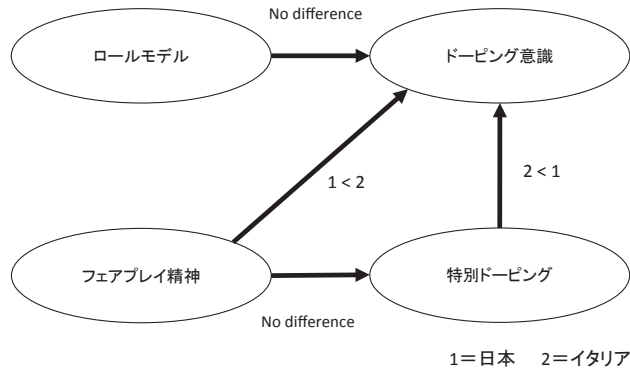 No difference
ロールモデル
ドーピング意識
1 < 2
2 < 1
フェアプレイ精神
特別ドーピング
No difference
1＝日本 2＝イタリア